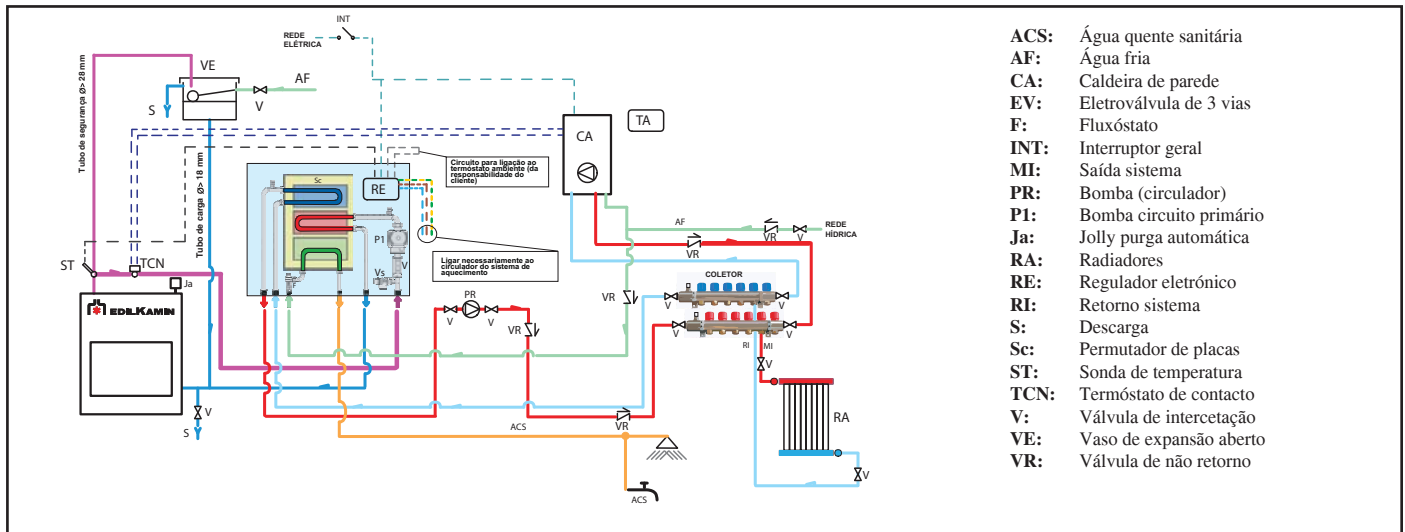 INT
REDE
ELÉTRICA
VE
AF
S
V
Tubo de segurança Ø> 28 mm
Tubo de carga Ø> 18 mm
CA
TA
Circuito para ligação ao
termóstato ambiente (da
responsabilidade do
cliente)
Sc
RE
P1
V
Vs
F
Ligar necessariamente ao
circulador do sistema de
aquecimento
ST
TCN
Ja
EDILKAMIN
AF
VR
VR
V
REDE
HÍDRICA
COLETOR
VR
V
V
V
V
RI
MI
PR
V
V
VR
V
RA
V
VR
ACS
ACS
V
S
ACS: Água quente sanitária
AF: Água fria
CA: Caldeira de parede
EV: Eletroválvula de 3 vias
F: Fluxóstato
INT: Interruptor geral
MI: Saída sistema
PR: Bomba (circulador)
P1: Bomba circuito primário
Ja: Jolly purga automática
RA: Radiadores
RE: Regulador eletrónico
RI: Retorno sistema
S: Descarga
Sc: Permutador de placas
ST: Sonda de temperatura
TCN: Termóstato de contacto
V: Válvula de intercetação
VE: Vaso de expansão aberto
VR: Válvula de não retorno